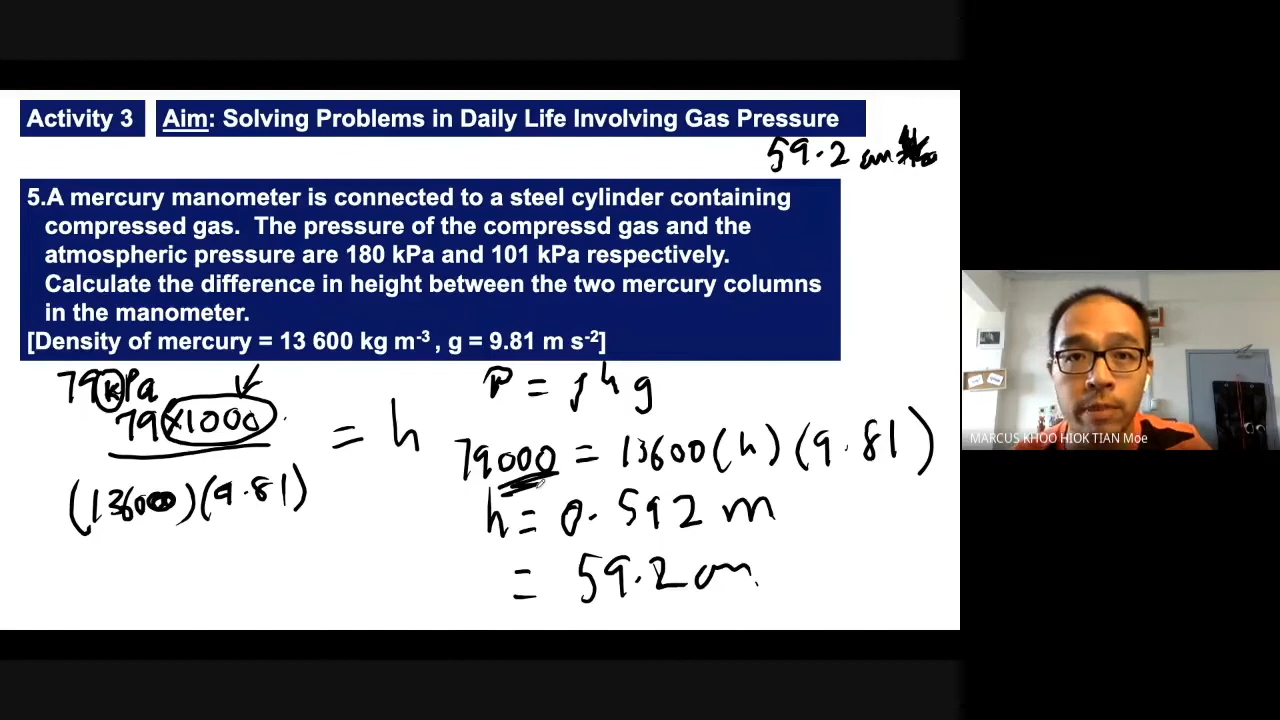 Activity 3 Aim: Solving Problems in Daily Life Involving Gas Pressure
59.2 cm
5.A mercury manometer is connected to a steel cylinder containing
compressed gas. The pressure of the compressd gas and the
atmospheric pressure are 180 kPa and 101 kPa respectively.
Calculate the difference in height between the two mercury columns
in the manometer.
[Density of mercury = 13 600 kg m⁻³ , g = 9.81 m s⁻²]
79kPa
79×1000
= h
(13600)(9.81)
P = ρhg
79000 = 13600(h)(9.81)
h = 0.592 m
= 59.2cm
MARCUS KHOO HIOK TIAN Moe